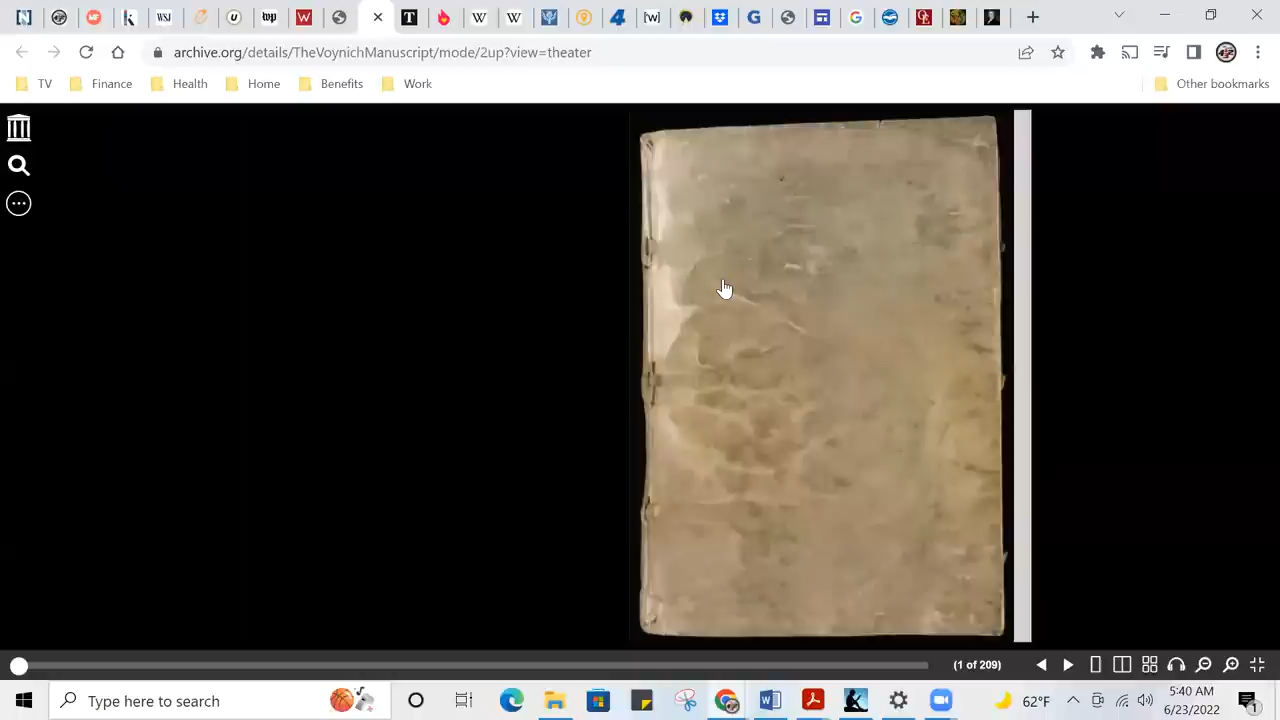 archive.org/details/TheVoynichManuscript/mode/2up?view=theater
TV Finance Health Home Benefits Work Other bookmarks
(1 of 209)
Type here to search
62°F
5:40 AM
6/23/2022